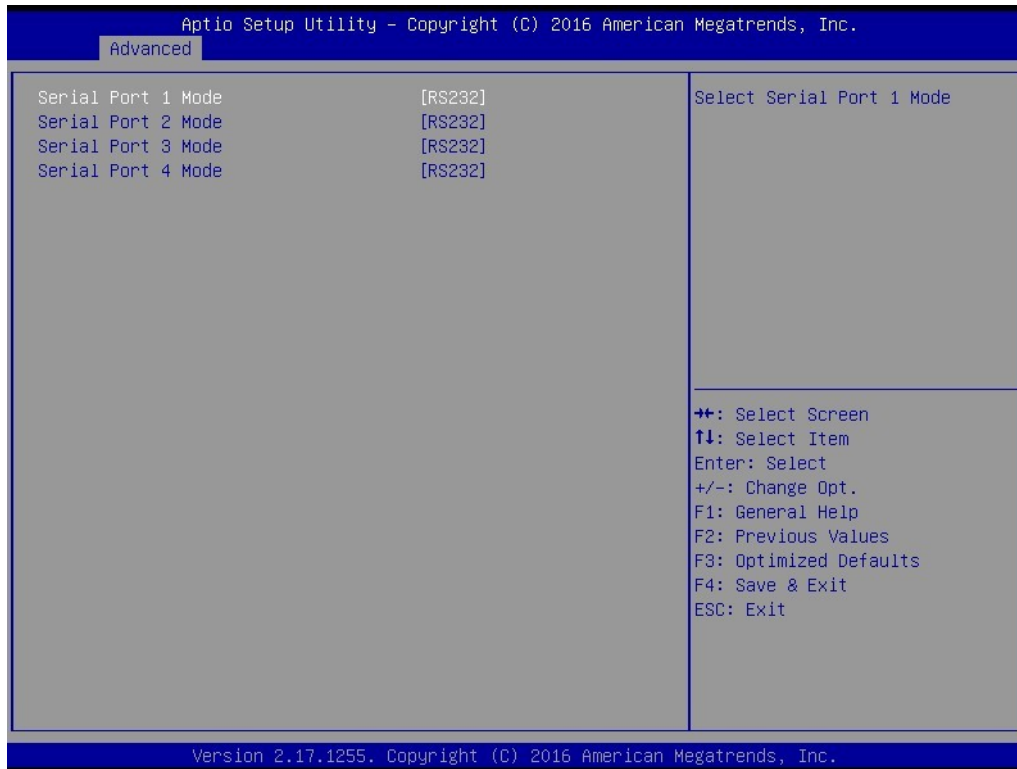 Aptio Setup Utility – Copyright (C) 2016 American Megatrends, Inc.
Advanced
Serial Port 1 Mode [RS232]
Serial Port 2 Mode [RS232]
Serial Port 3 Mode [RS232]
Serial Port 4 Mode [RS232]
Select Serial Port 1 Mode
→←: Select Screen
↑↓: Select Item
Enter: Select
+/-: Change Opt.
F1: General Help
F2: Previous Values
F3: Optimized Defaults
F4: Save & Exit
ESC: Exit
Version 2.17.1255. Copyright (C) 2016 American Megatrends, Inc.